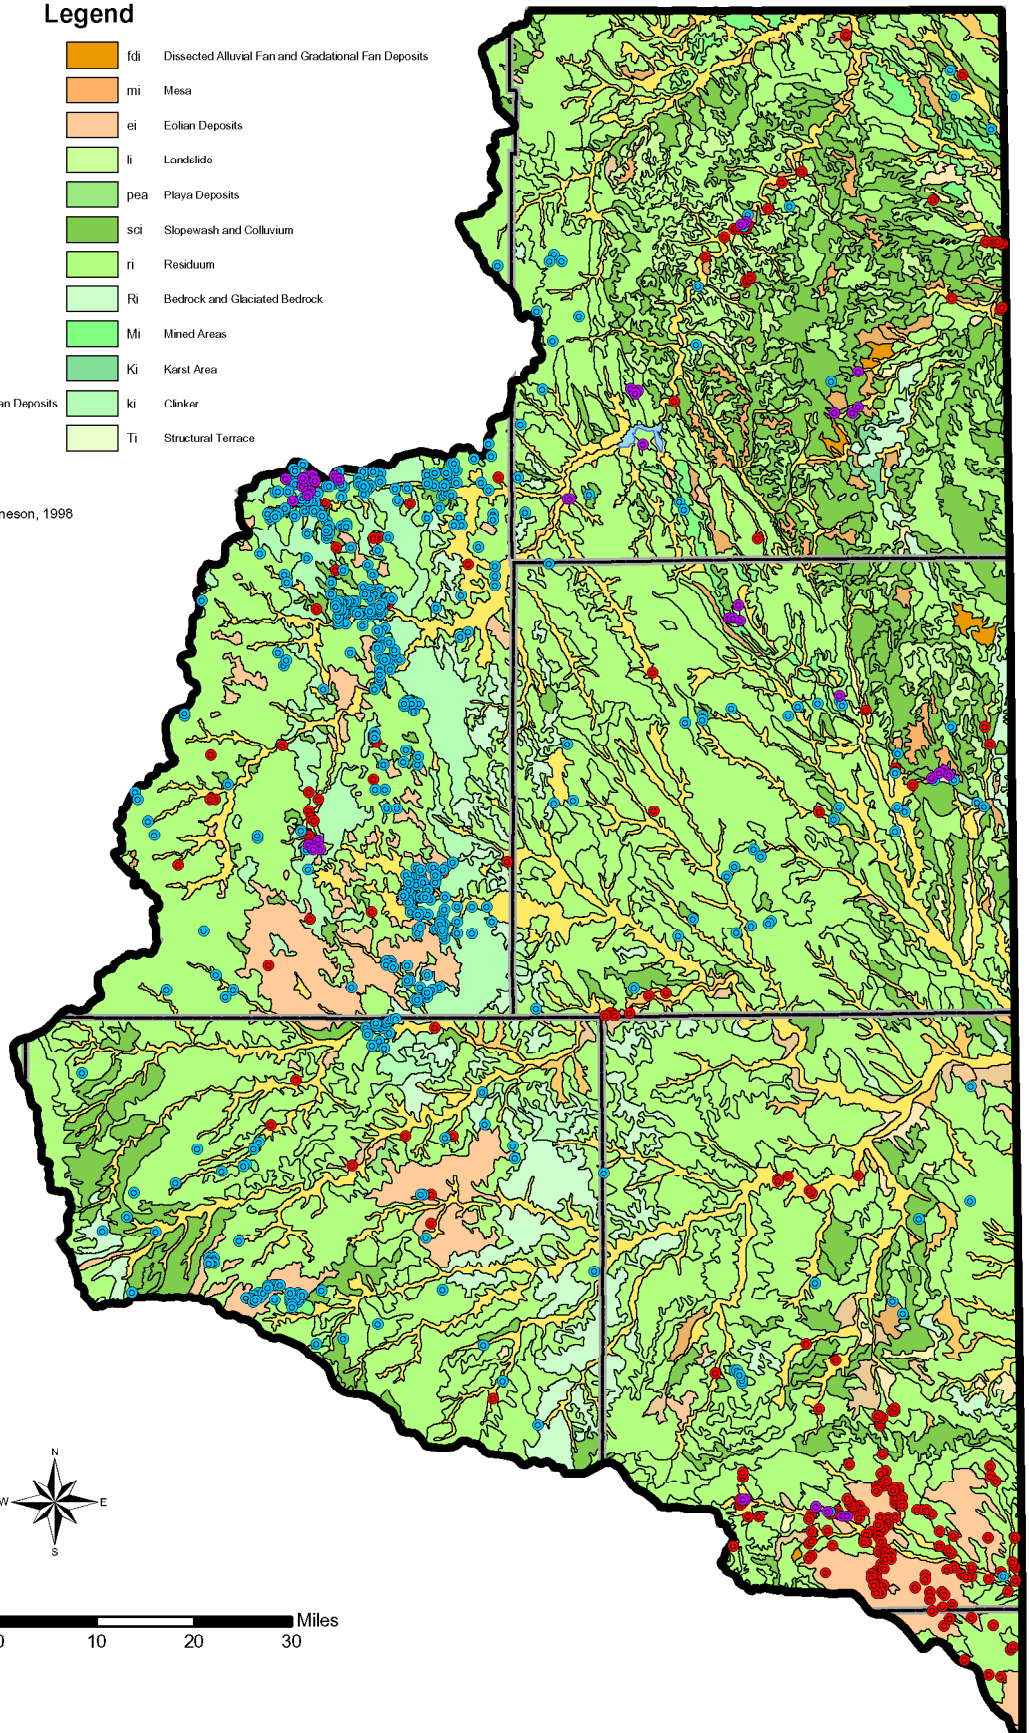 Legend
fdi Dissected Alluvial Fan and Gradational Fan Deposits
mi Mesa
ei Eolian Deposits
li Landslide
pea Playa Deposits
sci Slopewash and Colluvium
ri Residuum
Ri Bedrock and Glaciated Bedrock
Mi Mined Areas
Ki Karst Area
an Deposits ki Clinker
Ti Structural Terrace
neson, 1998
N
W E
S
Miles
0 10 20 30